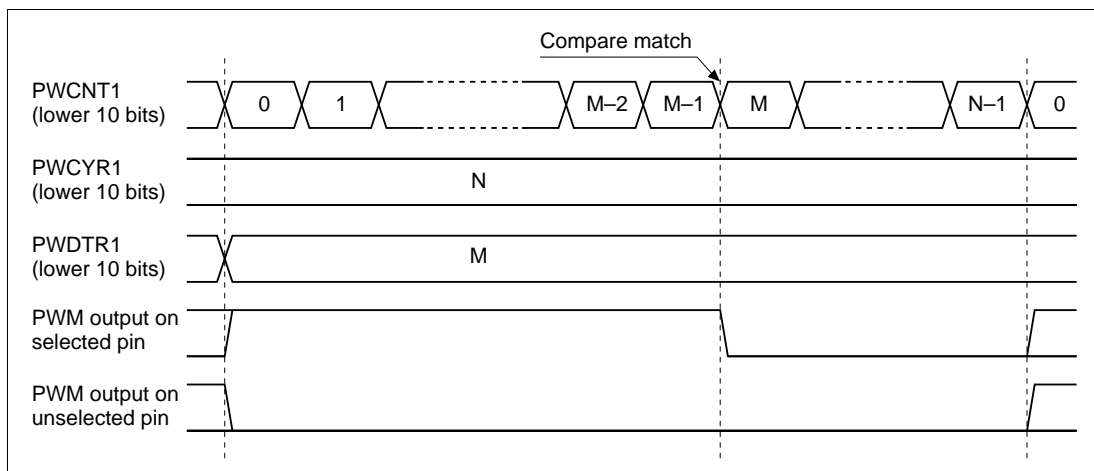 Compare match
PWCNT1
(lower 10 bits)
0 1 M–2 M–1 M N–1 0
PWCYR1
(lower 10 bits)
N
PWDTR1
(lower 10 bits)
M
PWM output on
selected pin
PWM output on
unselected pin